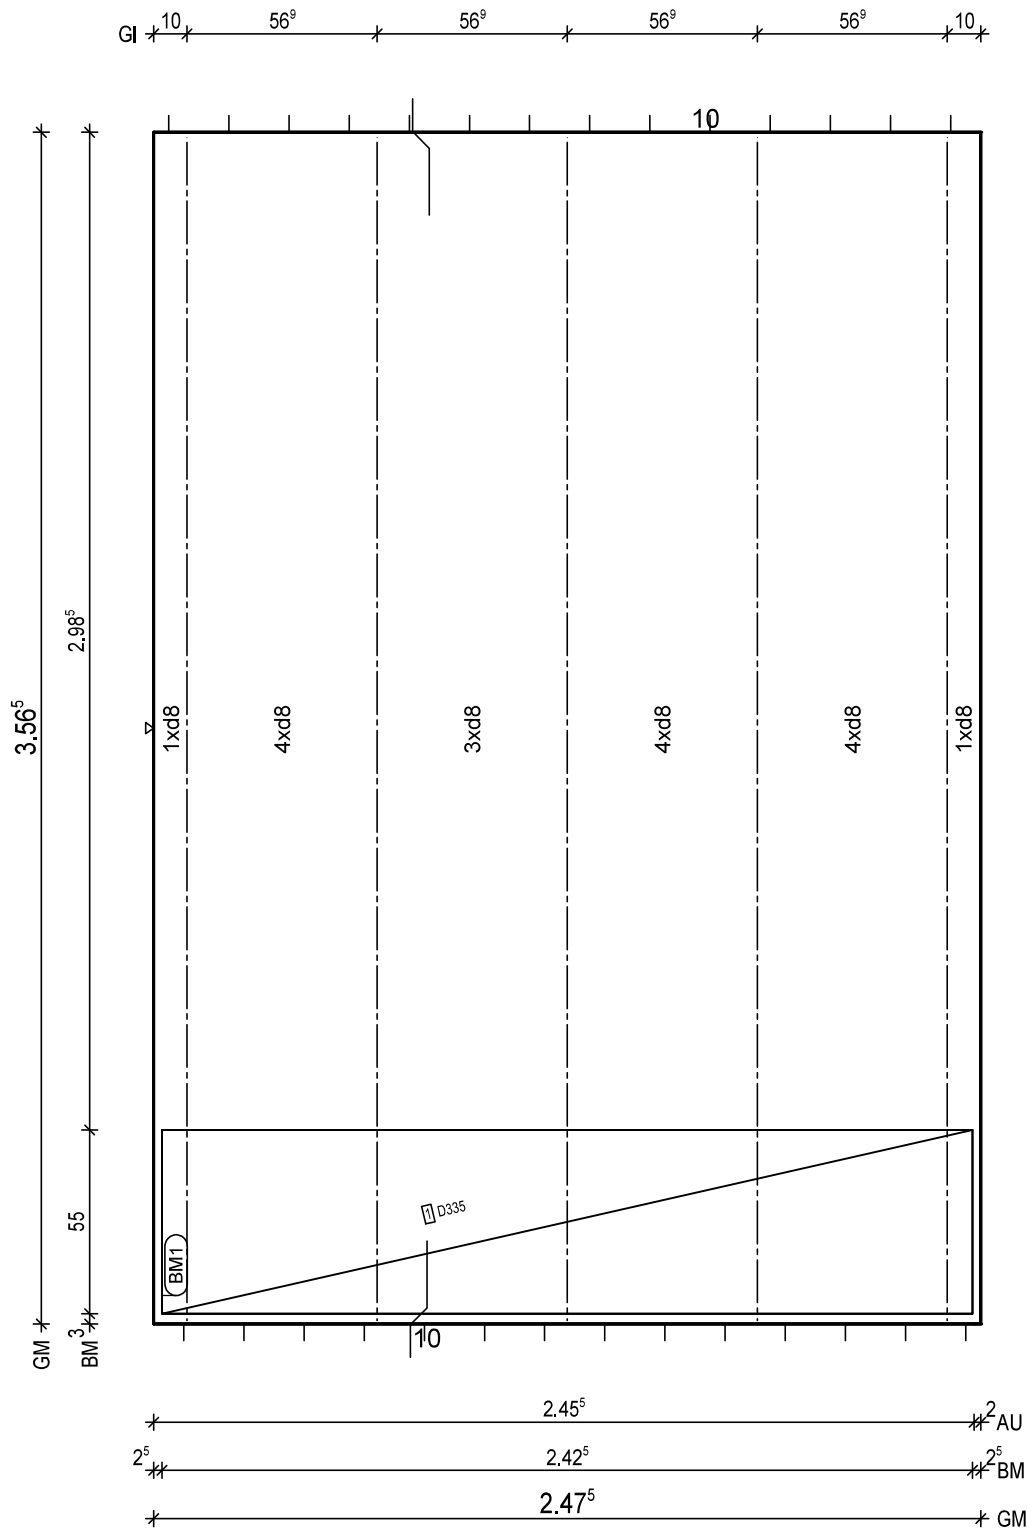 GI 10 56⁹ 56⁹ 56⁹ 56⁹ 10
10
2.98⁵
3.56⁵
1xd8 4xd8 3xd8 4xd8 4xd8 1xd8
1 D335
55
BM1
3
10
GM BM
2.45⁵ 2 AU
2⁵ 2.42⁵ 2⁵ BM
2.47⁵ GM